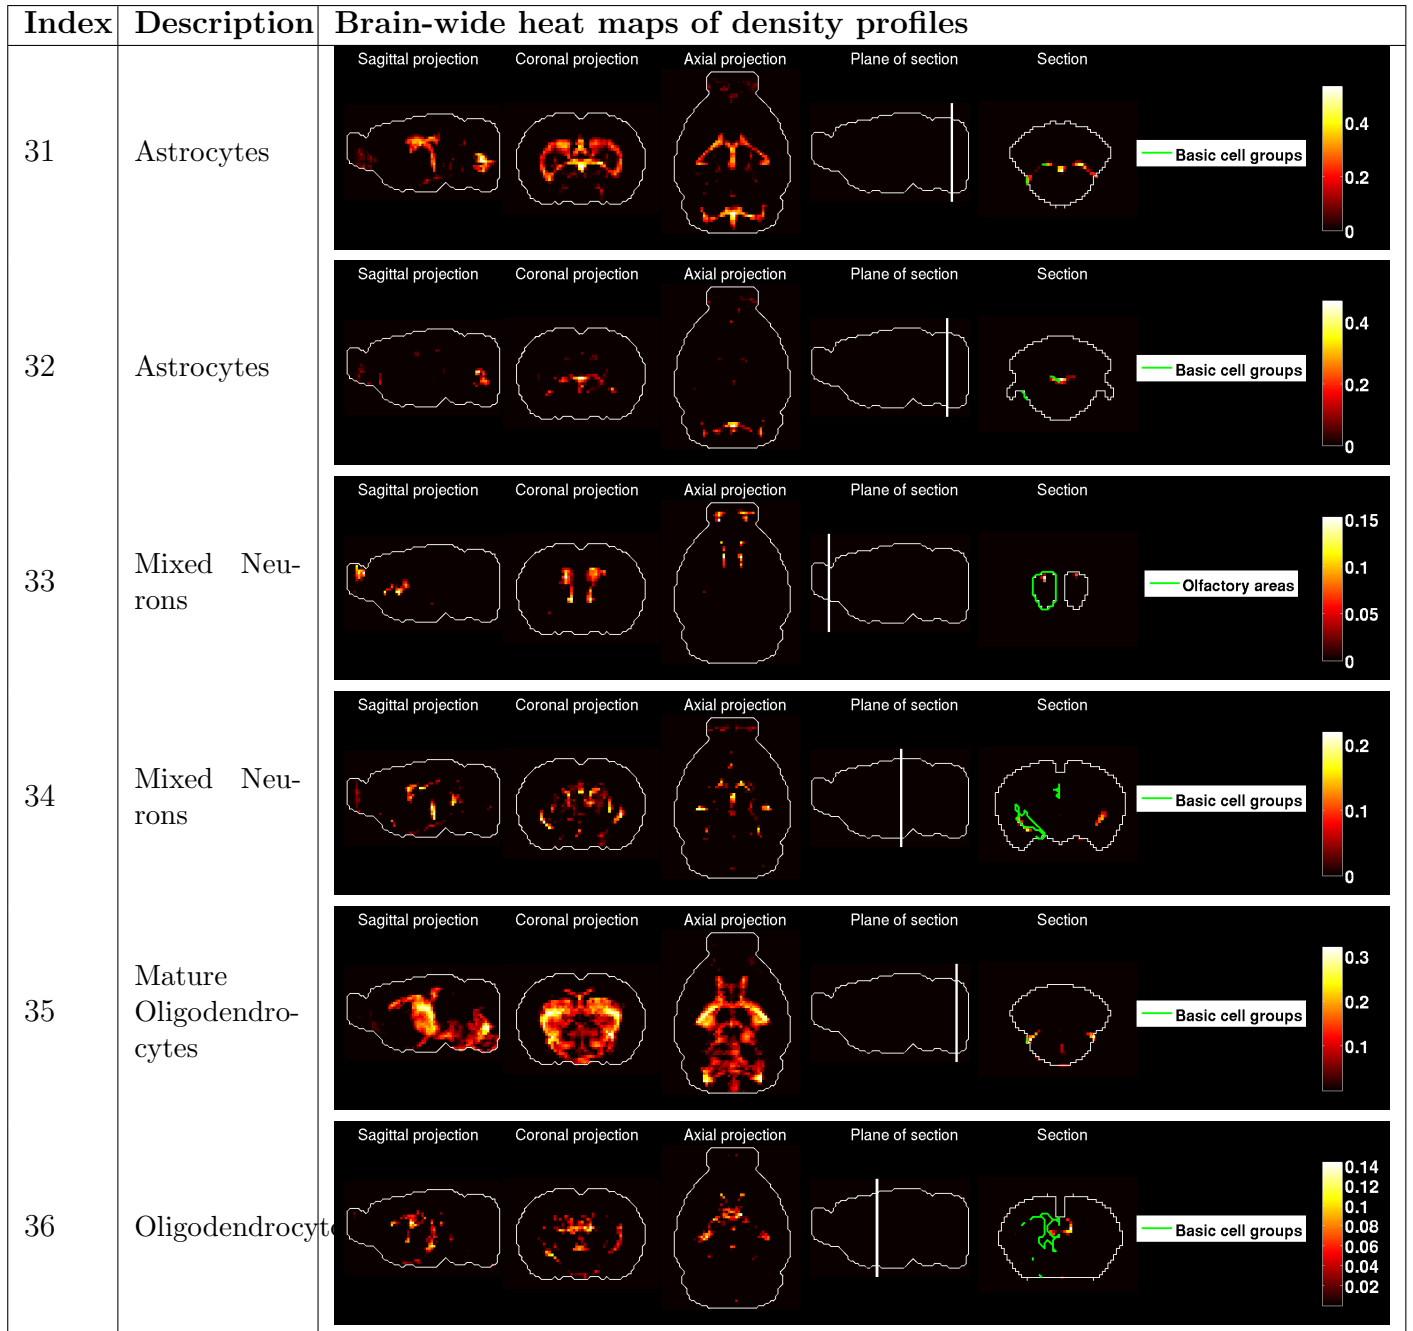 Index Description Brain-wide heat maps of density profiles
Sagittal projection Coronal projection Axial projection Plane of section Section
31 Astrocytes
Basic cell groups
0.4
0.2
0
Sagittal projection Coronal projection Axial projection Plane of section Section
32 Astrocytes
Basic cell groups
0.4
0.2
0
Sagittal projection Coronal projection Axial projection Plane of section Section
33 Mixed Neu-
rons
Olfactory areas
0.15
0.1
0.05
0
Sagittal projection Coronal projection Axial projection Plane of section Section
34 Mixed Neu-
rons
Basic cell groups
0.2
0.1
0
Sagittal projection Coronal projection Axial projection Plane of section Section
35 Mature
Oligodendro-
cytes
Basic cell groups
0.3
0.2
0.1
Sagittal projection Coronal projection Axial projection Plane of section Section
36 Oligodendrocyt
Basic cell groups
0.14
0.12
0.1
0.08
0.06
0.04
0.02